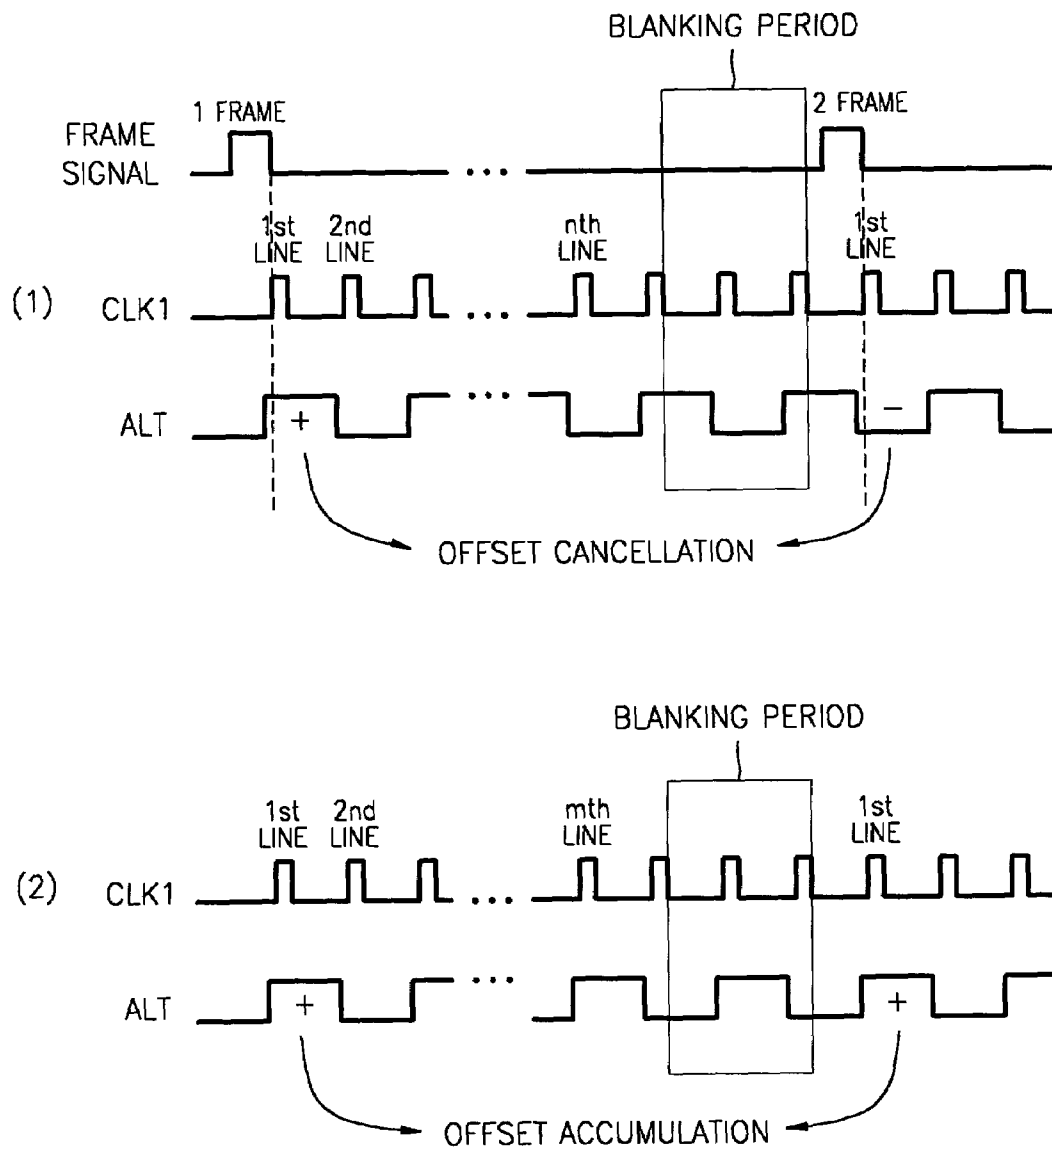 BLANKING PERIOD
1 FRAME
2 FRAME
FRAME
SIGNAL
...
1st
LINE
2nd
LINE
nth
LINE
1st
LINE
(1)
CLK1
...
ALT
+
...
−
OFFSET CANCELLATION
BLANKING PERIOD
1st
LINE
2nd
LINE
mth
LINE
1st
LINE
(2)
CLK1
...
ALT
+
...
+
OFFSET ACCUMULATION